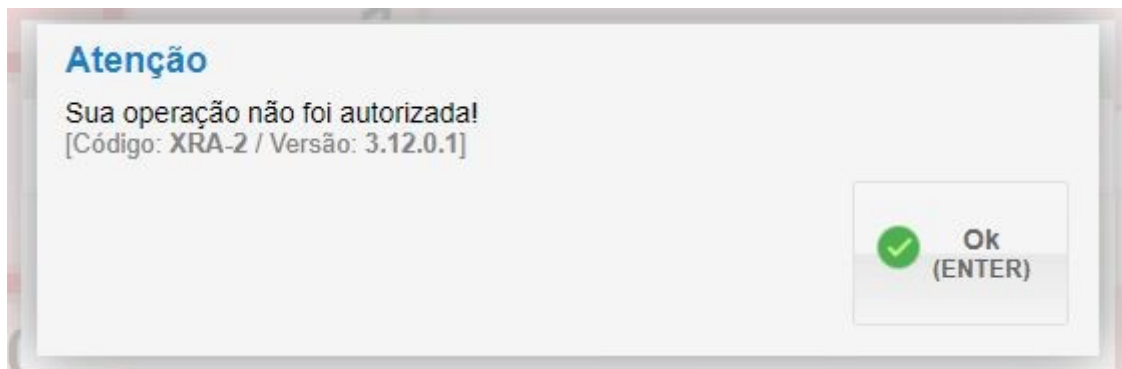 Atenção
Sua operação não foi autorizada!
[Código: XRA-2 / Versão: 3.12.0.1]
Ok
(ENTER)